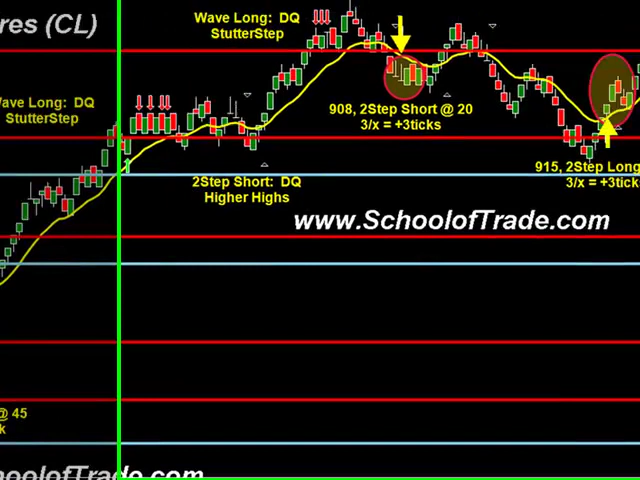 res (CL)
Wave Long: DQ
StutterStep
Wave Long: DQ
StutterStep
908, 2Step Short @ 20
3/x = +3ticks
915, 2Step Long
3/x = +3tick
2Step Short: DQ
Higher Highs
www.SchoolofTrade.com
@ 45
k
choolofTrade.com